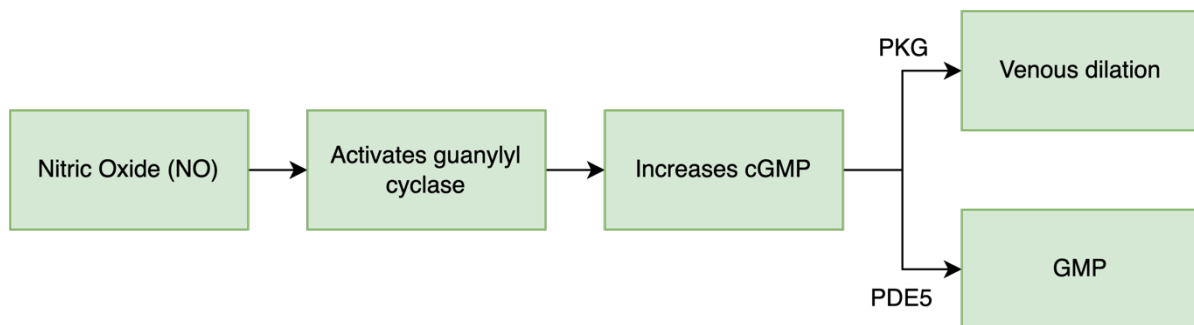 Nitric Oxide (NO)
Activates guanylyl
cyclase
Increases cGMP
PKG
Venous dilation
PDE5
GMP